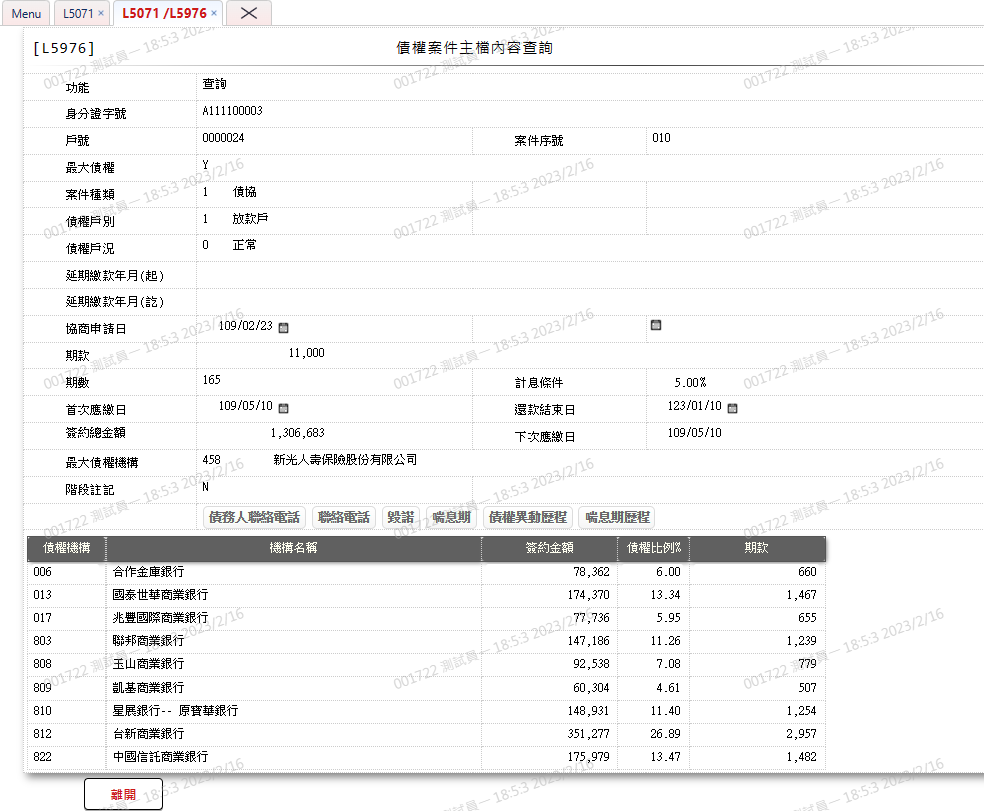 Menu L5071 × L5071 /L5976 ×
[L5976] 債權案件主檔內容查詢
功能 查詢
身分證字號 A111100003
戶號 0000024 案件序號 010
最大債權 Y
案件種類 1 債協
債權戶別 1 放款戶
債權戶況 0 正常
延期繳款年月(起)
延期繳款年月(訖)
協商申請日 109/02/23
期款 11,000
期數 165 計息條件 5.00%
首次應繳日 109/05/10 還款結束日 123/01/10
簽約總金額 1,306,683 下次應繳日 109/05/10
最大債權機構 458 新光人壽保險股份有限公司
階段註記 N
債務人聯絡電話 聯絡電話 毀諾 喘息期 債權異動歷程 喘息期歷程
債權機構 機構名稱 簽約金額 債權比例% 期款
006 合作金庫銀行 78,362 6.00 660
013 國泰世華商業銀行 174,370 13.34 1,467
017 兆豐國際商業銀行 77,736 5.95 655
803 聯邦商業銀行 147,186 11.26 1,239
808 玉山商業銀行 92,538 7.08 779
809 凱基商業銀行 60,304 4.61 507
810 星展銀行-- 原寶華銀行 148,931 11.40 1,254
812 台新商業銀行 351,277 26.89 2,957
822 中國信託商業銀行 175,979 13.47 1,482
離開
001722 測試員一 18:5:3 2023/2/16